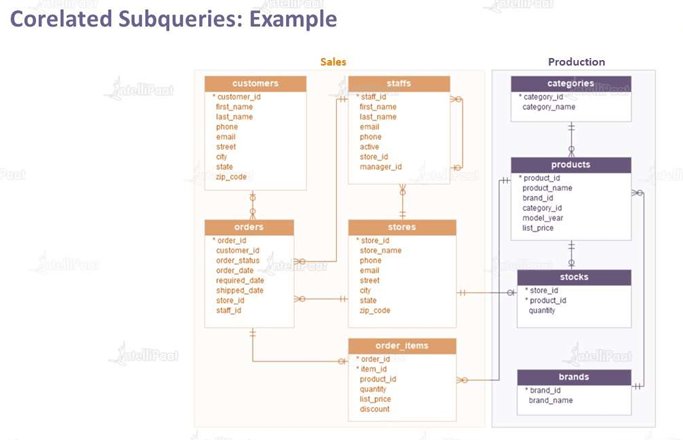 Corelated Subqueries: Example
Sales
Production
customers
* customer_id
first_name
last_name
phone
email
street
city
state
zip_code
staffs
* staff_id
first_name
last_name
email
phone
active
store_id
manager_id
categories
* category_id
category_name
products
* product_id
product_name
brand_id
category_id
model_year
list_price
orders
* order_id
customer_id
order_status
order_date
required_date
shipped_date
store_id
staff_id
stores
* store_id
store_name
phone
email
street
city
state
zip_code
stocks
* store_id
* product_id
quantity
order_items
* order_id
* item_id
product_id
quantity
list_price
discount
brands
* brand_id
brand_name